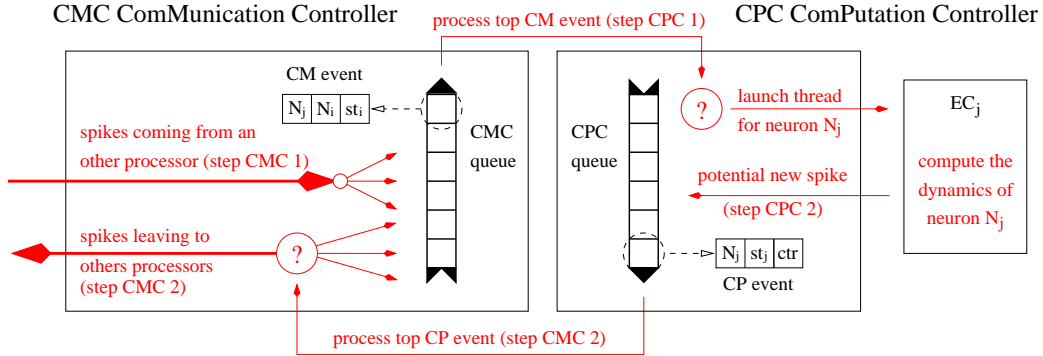 CMC ComMunication Controller
process top CM event (step CPC 1)
CPC ComPutation Controller
CM event
N_j N_i st_i
CMC
queue
spikes coming from an
other processor (step CMC 1)
spikes leaving to
others processors
(step CMC 2)
?
process top CP event (step CMC 2)
CPC
queue
?
launch thread
for neuron N_j
potential new spike
(step CPC 2)
N_j st_j ctr
CP event
EC_j
compute the
dynamics of
neuron N_j